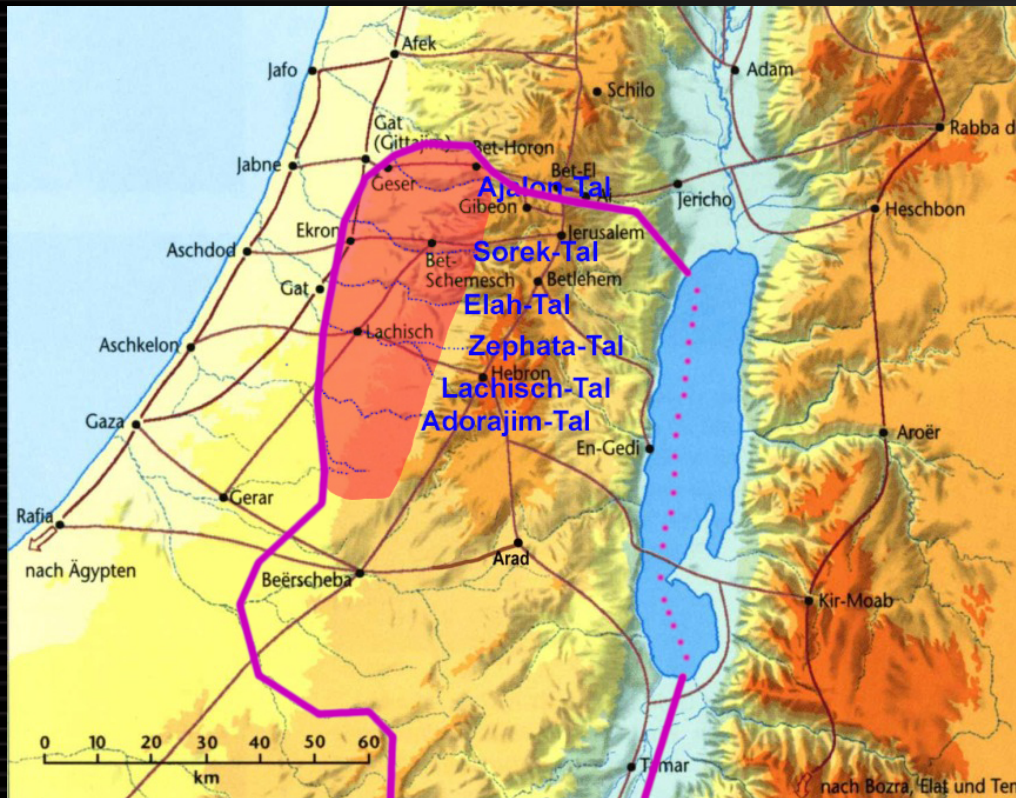 Afek
Jafo
Adam
Schilo
Gat
(Gittajim)
Rabba d
Jabne
Bet-Horon
Geser
Bet-El
Ajalon-Tal
Ai
Jericho
Gibeon
Heschbon
Ekron
Jerusalem
Aschdod
Sorek-Tal
Bet-
Schemesch
Betlehem
Gat
Elah-Tal
Lachisch
Aschkelon
Zephata-Tal
Hebron
Lachisch-Tal
Gaza
Adorajim-Tal
Aroër
En-Gedi
Gerar
Rafia
nach Ägypten
Arad
Beërscheba
Kir-Moab
0 10 20 30 40 50 60
km
Tamar
nach Bozra, Elat und Tem